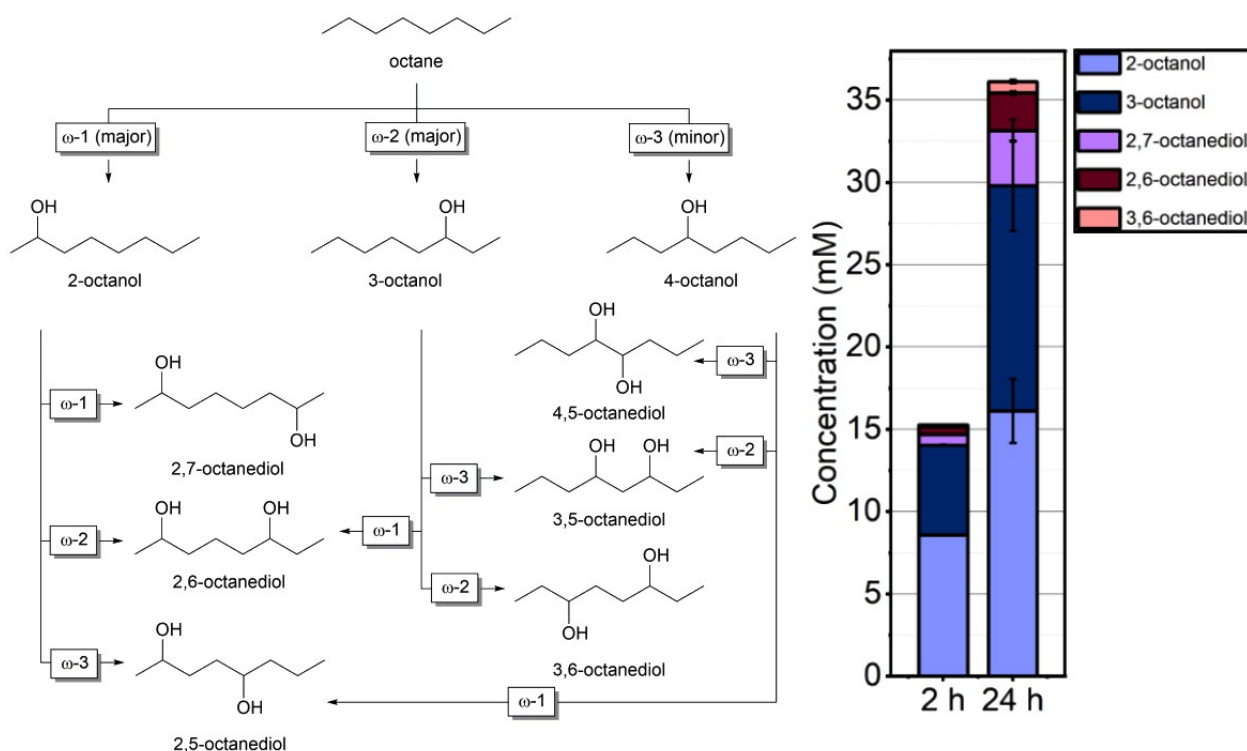 octane
ω-1 (major)
ω-2 (major)
ω-3 (minor)
OH
OH
OH
2-octanol
3-octanol
4-octanol
OH
OH
ω-3
4,5-octanediol
OH
ω-1
OH
2,7-octanediol
ω-2
OH
OH
ω-3
3,5-octanediol
OH
OH
ω-2
ω-1
2,6-octanediol
OH
ω-2
OH
3,6-octanediol
OH
ω-3
OH
2,5-octanediol
ω-1
Concentration (mM)
35
30
25
20
15
10
5
0
2 h
24 h
2-octanol
3-octanol
2,7-octanediol
2,6-octanediol
3,6-octanediol